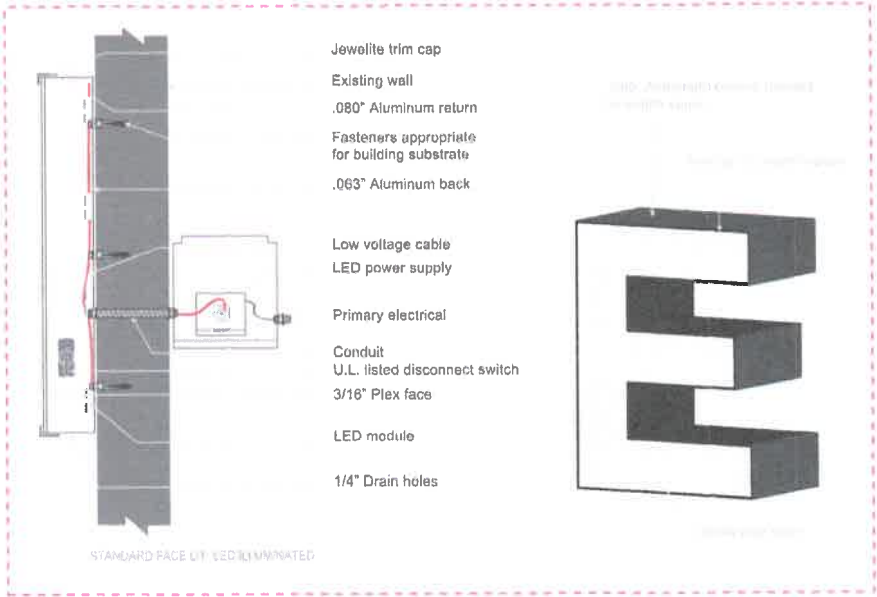 Jewelite trim cap
Existing wall
.080" Aluminum return
Fasteners appropriate
for building substrate
.063" Aluminum back
Low voltage cable
LED power supply
Primary electrical
Conduit
U.L. listed disconnect switch
3/16" Plex face
LED module
1/4" Drain holes
STANDARD FACE LIT LED ILLUMINATED